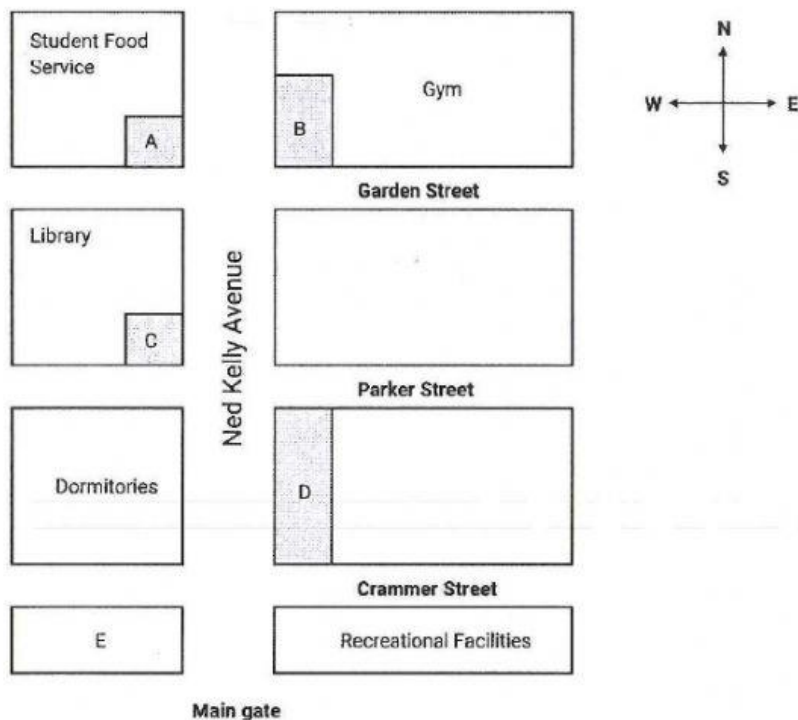 Student Food
Service
A
B
Gym
N
W
E
S
Garden Street
Library
C
Ned Kelly Avenue
Parker Street
Dormitories
D
Crammer Street
E
Recreational Facilities
Main gate